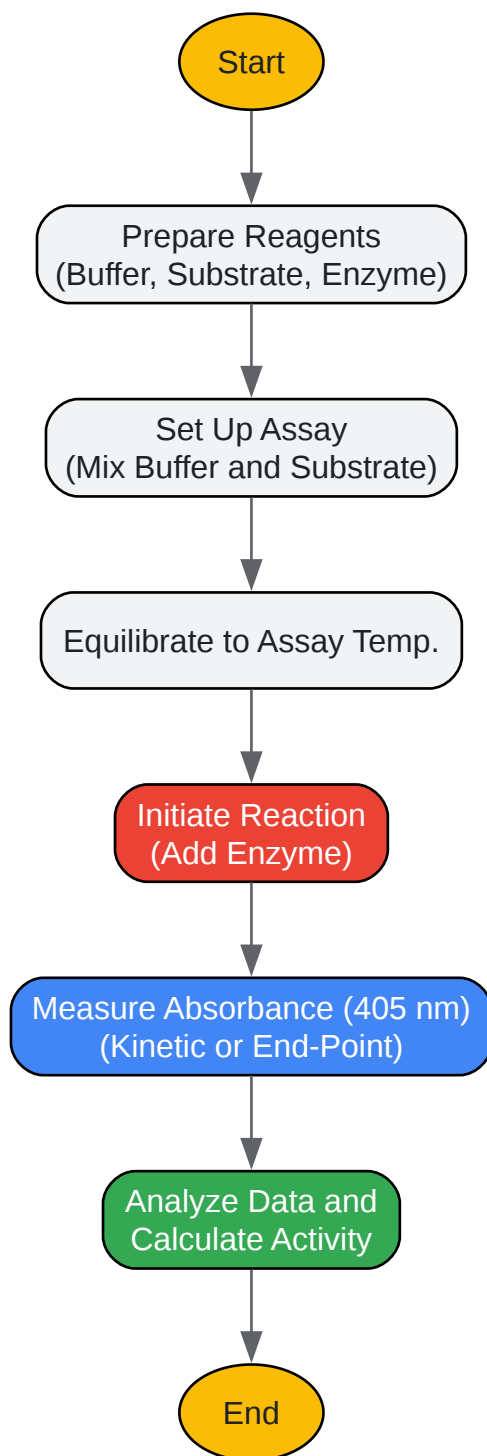 Start
Prepare Reagents
(Buffer, Substrate, Enzyme)
Set Up Assay
(Mix Buffer and Substrate)
Equilibrate to Assay Temp.
Initiate Reaction
(Add Enzyme)
Measure Absorbance (405 nm)
(Kinetic or End-Point)
Analyze Data and
Calculate Activity
End